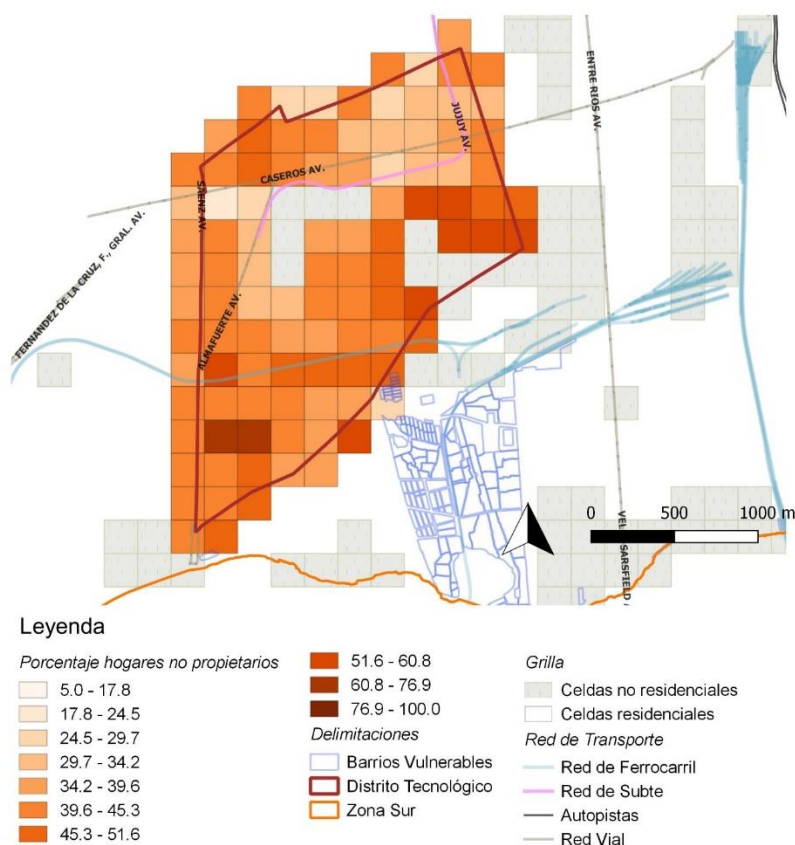 ENTRE RIOS AV.
JUJUY AV.
CASEROS AV.
SAENZ AV.
FERNANDEZ DE LA CRUZ, F., GRAL. AV.
ALMAFUERTE AV.
0 500 1000 m
SARSFIELD
Leyenda
Porcentaje hogares no propietarios
5.0 - 17.8
17.8 - 24.5
24.5 - 29.7
29.7 - 34.2
34.2 - 39.6
39.6 - 45.3
45.3 - 51.6
51.6 - 60.8
60.8 - 76.9
76.9 - 100.0
Delimitaciones
Barrios Vulnerables
Distrito Tecnológico
Zona Sur
Grilla
Celdas no residenciales
Celdas residenciales
Red de Transporte
Red de Ferrocarril
Red de Subte
Autopistas
Red Vial